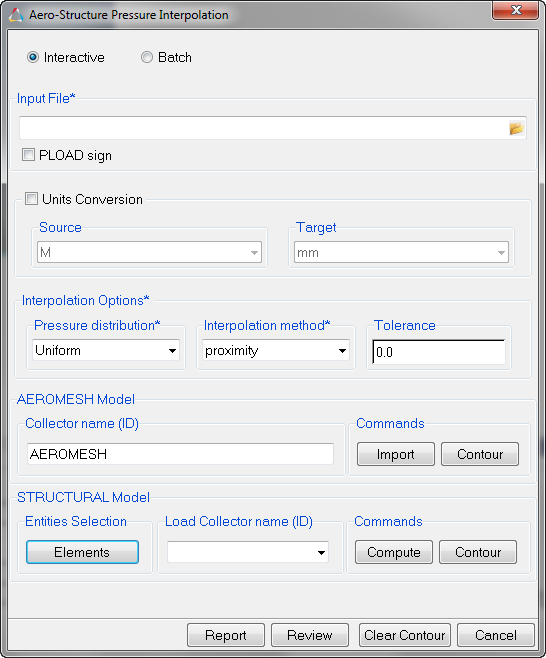 Aero-Structure Pressure Interpolation
Interactive Batch
Input File*
PLOAD sign
Units Conversion
Source Target
M mm
Interpolation Options*
Pressure distribution* Interpolation method* Tolerance
Uniform proximity 0.0
AEROMESH Model
Collector name (ID) Commands
AEROMESH Import Contour
STRUCTURAL Model
Entities Selection Load Collector name (ID) Commands
Elements Compute Contour
Report Review Clear Contour Cancel